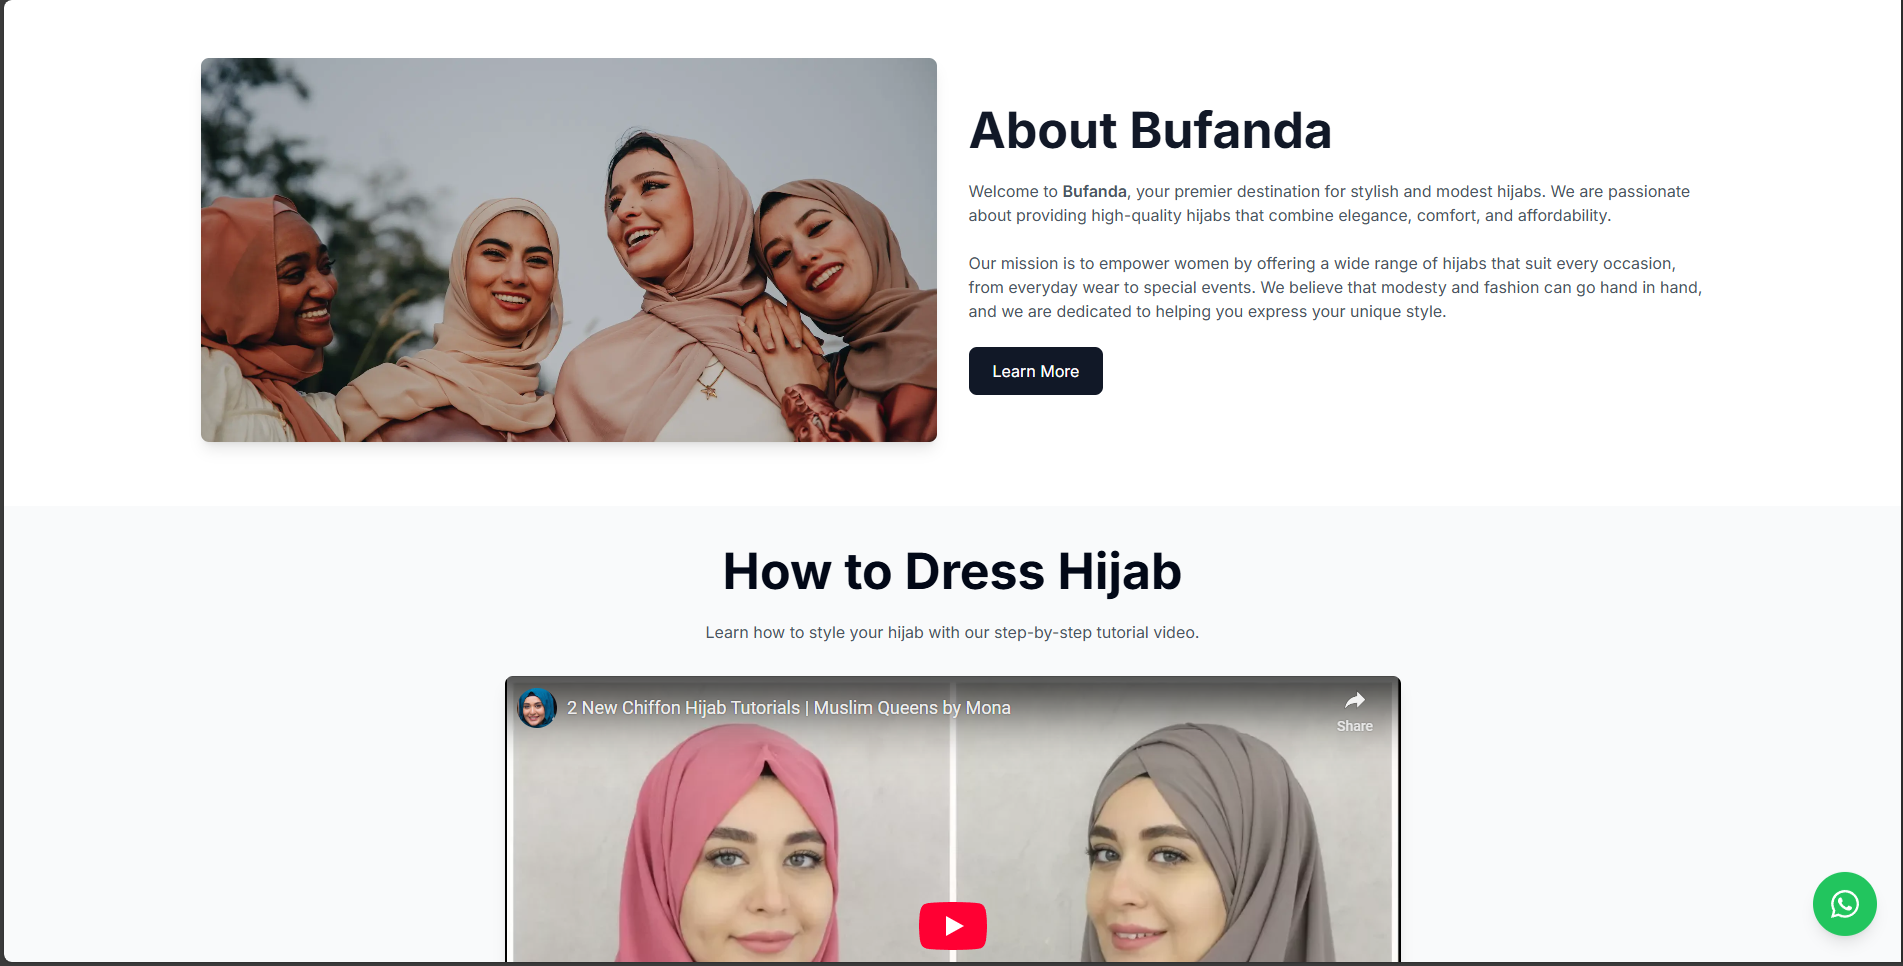 About Bufanda
Welcome to Bufanda, your premier destination for stylish and modest hijabs. We are passionate
about providing high-quality hijabs that combine elegance, comfort, and affordability.
Our mission is to empower women by offering a wide range of hijabs that suit every occasion,
from everyday wear to special events. We believe that modesty and fashion can go hand in hand,
and we are dedicated to helping you express your unique style.
Learn More
How to Dress Hijab
Learn how to style your hijab with our step-by-step tutorial video.
2 New Chiffon Hijab Tutorials | Muslim Queens by Mona
Share